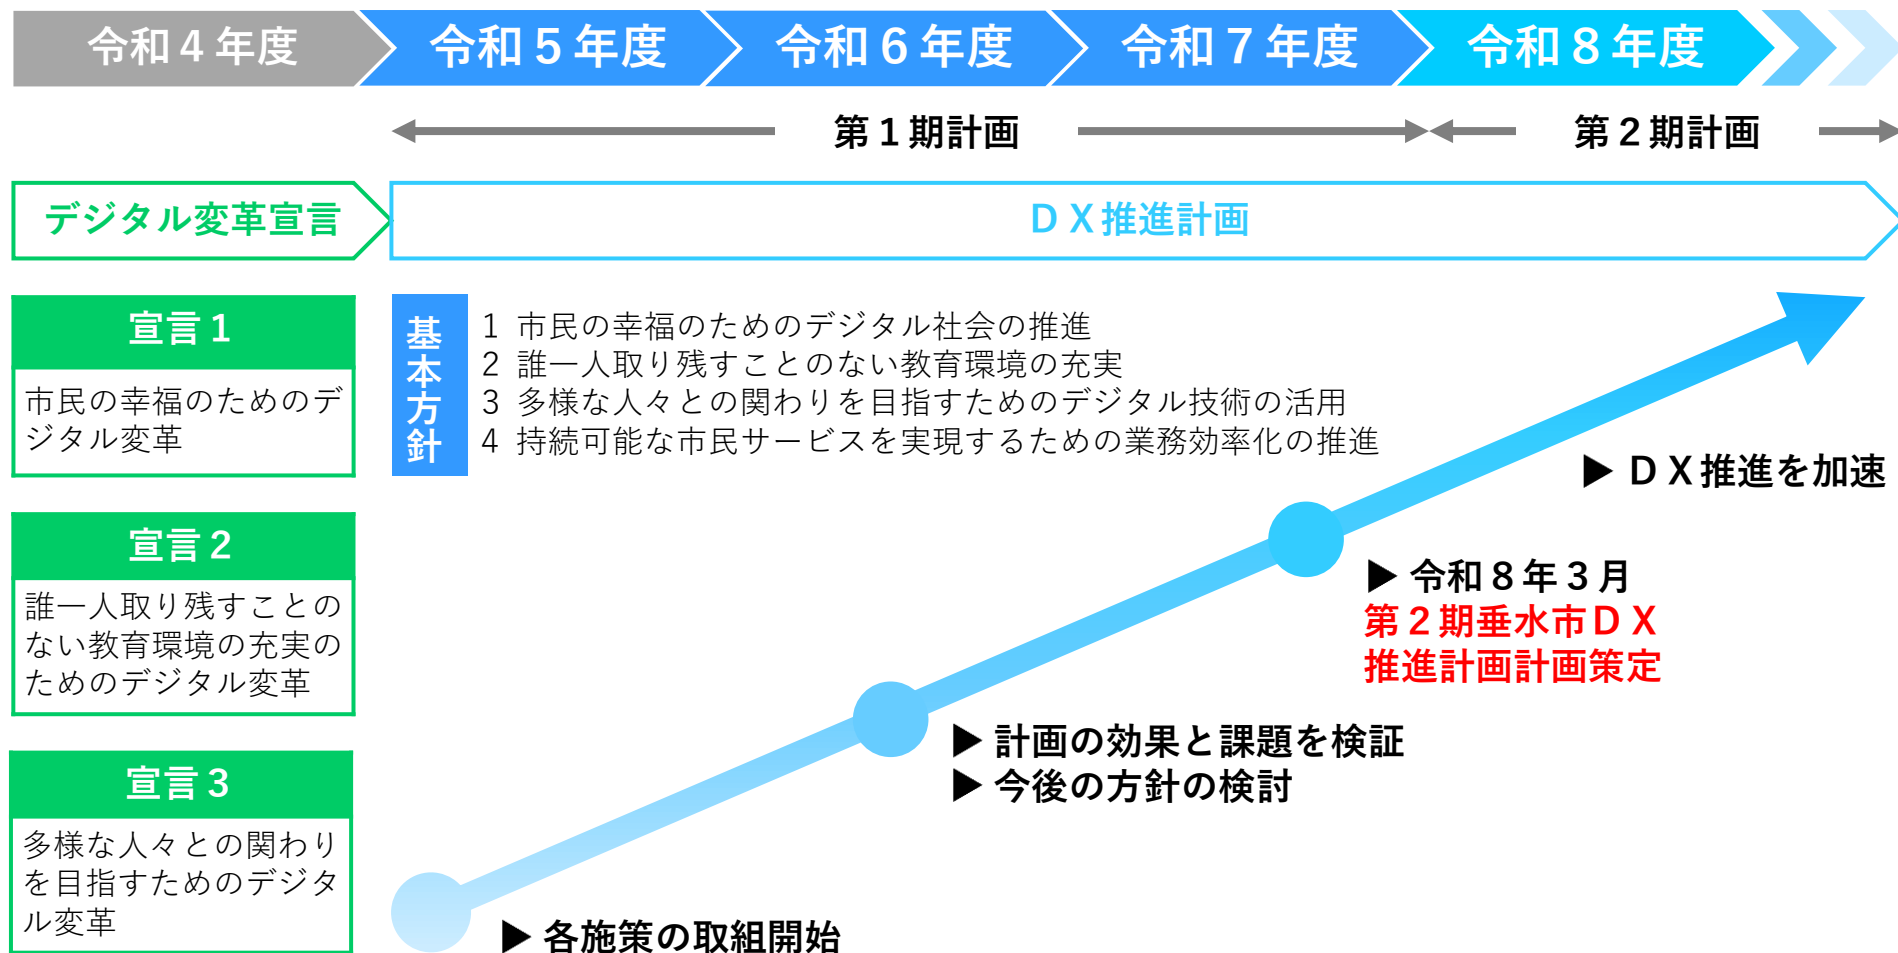 令和４年度
令和５年度
令和６年度
令和７年度
令和８年度
第１期計画
第２期計画
デジタル変革宣言
ＤＸ推進計画
宣言１
市民の幸福のためのデ
ジタル変革
宣言２
誰一人取り残すことの
ない教育環境の充実の
ためのデジタル変革
宣言３
多様な人々との関わり
を目指すためのデジタ
ル変革
基本方針
1 市民の幸福のためのデジタル社会の推進
2 誰一人取り残すことのない教育環境の充実
3 多様な人々との関わりを目指すためのデジタル技術の活用
4 持続可能な市民サービスを実現するための業務効率化の推進
▶ ＤＸ推進を加速
▶ 令和８年３月
第２期垂水市ＤＸ
推進計画計画策定
▶ 計画の効果と課題を検証
▶ 今後の方針の検討
▶ 各施策の取組開始